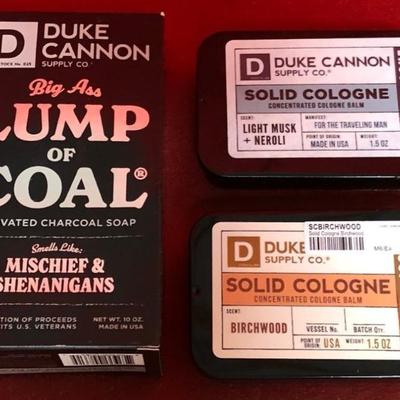 D
DUKE
CANNON
SUPPLY CO.
Big Ass
LUMP
OF
COAL®
VATED CHARCOAL SOAP
Smells Like:
MISCHIEF &
SHENANIGANS
TION OF PROCEEDS
ITS U.S. VETERANS
NET WT. 10 OZ.
MADE IN USA
D
DUKE CANNON
SUPPLY CO.
SOLID COLOGNE
CONCENTRATED COLOGNE BALM
SCENT:
LIGHT MUSK
+ NEROLI
MANIFEST:
FOR THE TRAVELING MAN
POINT OF
ORIGIN:
MADE IN USA
WEIGHT:
1.5 OZ
D
DUKE
SUPPLY CO.
SCBIRCHWOOD
Solid Cologne Birchwood
SOLID COLOGNE
CONCENTRATED COLOGNE BALM
SCENT:
BIRCHWOOD
VESSEL No.
BATCH QTY.
POINT OF
ORIGIN:
USA
WEIGHT:
1.5 OZ